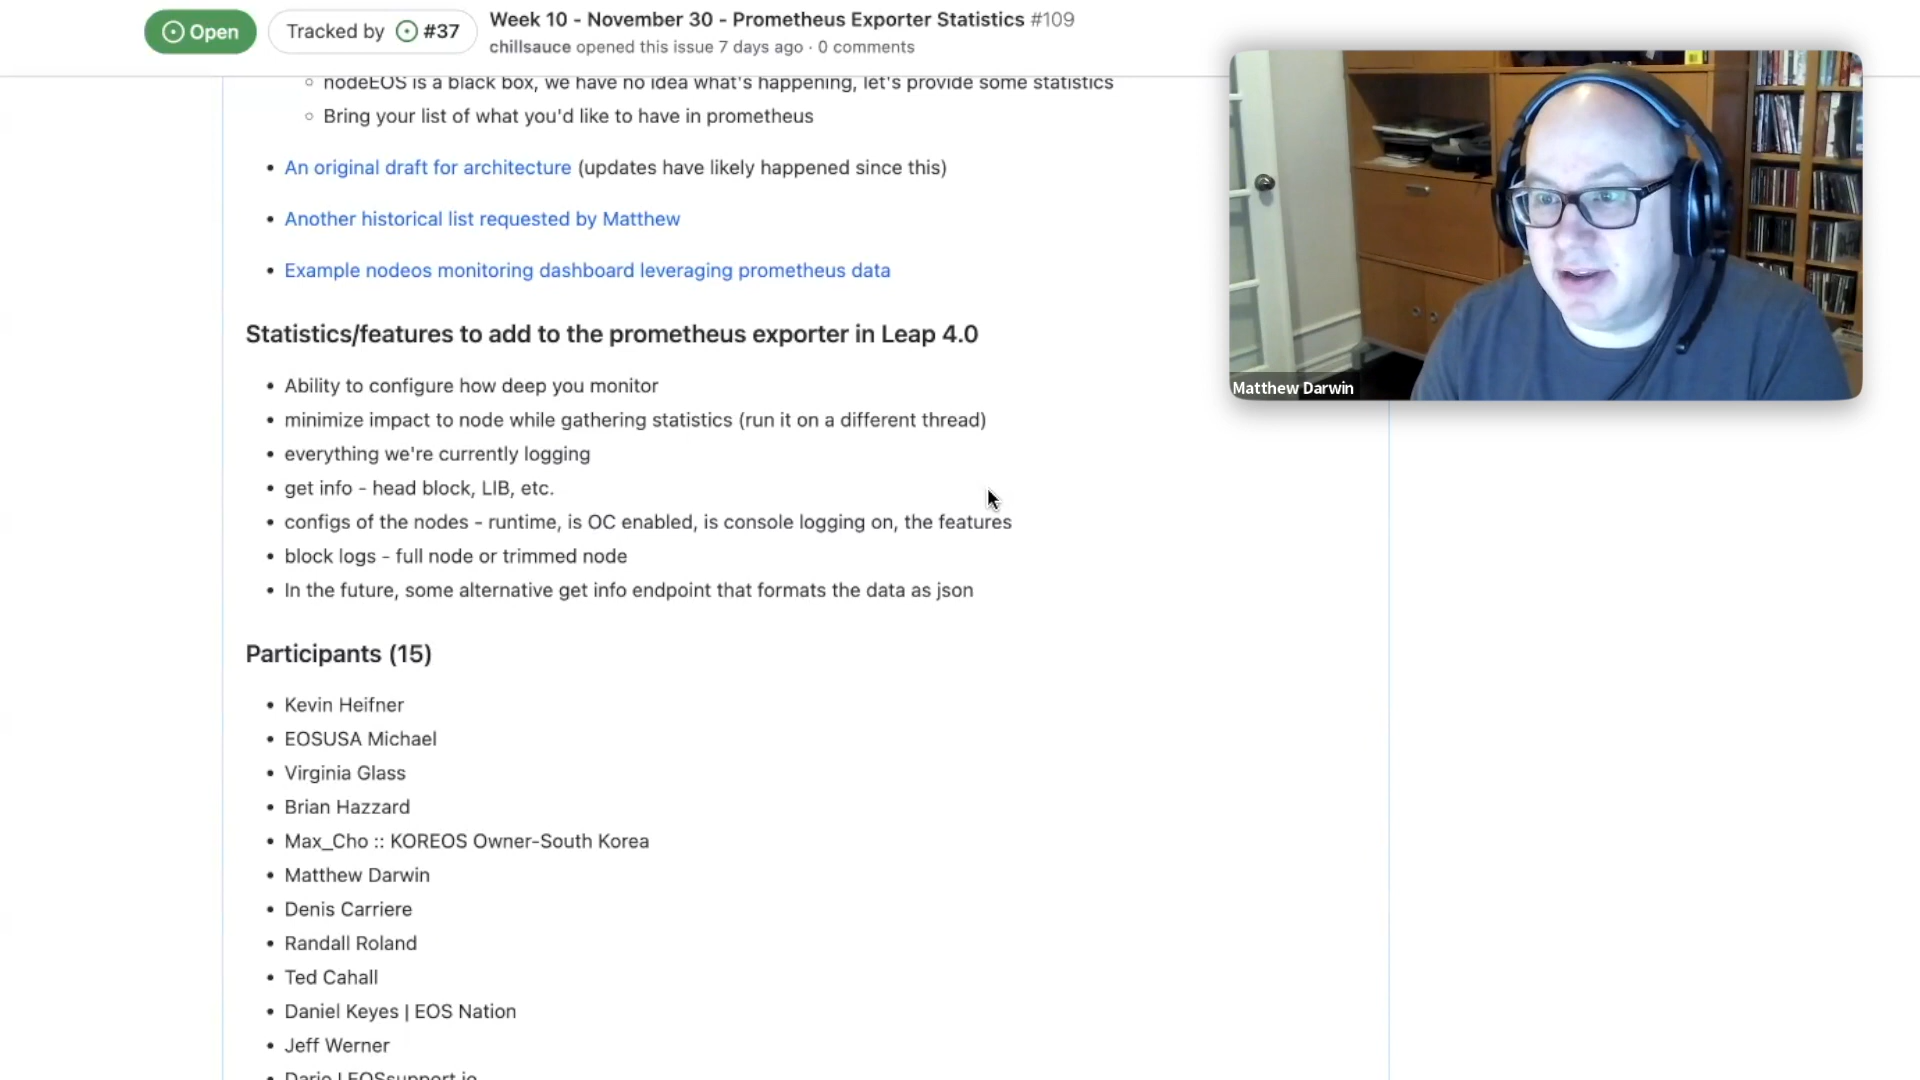 Open
Tracked by #37
Week 10 - November 30 - Prometheus Exporter Statistics #109
chillsauce opened this issue 7 days ago · 0 comments
nodeEOS is a black box, we have no idea what's happening, let's provide some statistics
Bring your list of what you'd like to have in prometheus
An original draft for architecture (updates have likely happened since this)
Another historical list requested by Matthew
Example nodeos monitoring dashboard leveraging prometheus data
Statistics/features to add to the prometheus exporter in Leap 4.0
Ability to configure how deep you monitor
minimize impact to node while gathering statistics (run it on a different thread)
everything we're currently logging
get info - head block, LIB, etc.
configs of the nodes - runtime, is OC enabled, is console logging on, the features
block logs - full node or trimmed node
In the future, some alternative get info endpoint that formats the data as json
Participants (15)
Kevin Heifner
EOSUSA Michael
Virginia Glass
Brian Hazzard
Max_Cho :: KOREOS Owner-South Korea
Matthew Darwin
Denis Carriere
Randall Roland
Ted Cahall
Daniel Keyes | EOS Nation
Jeff Werner
Dario | EOSsupport.io
Matthew Darwin